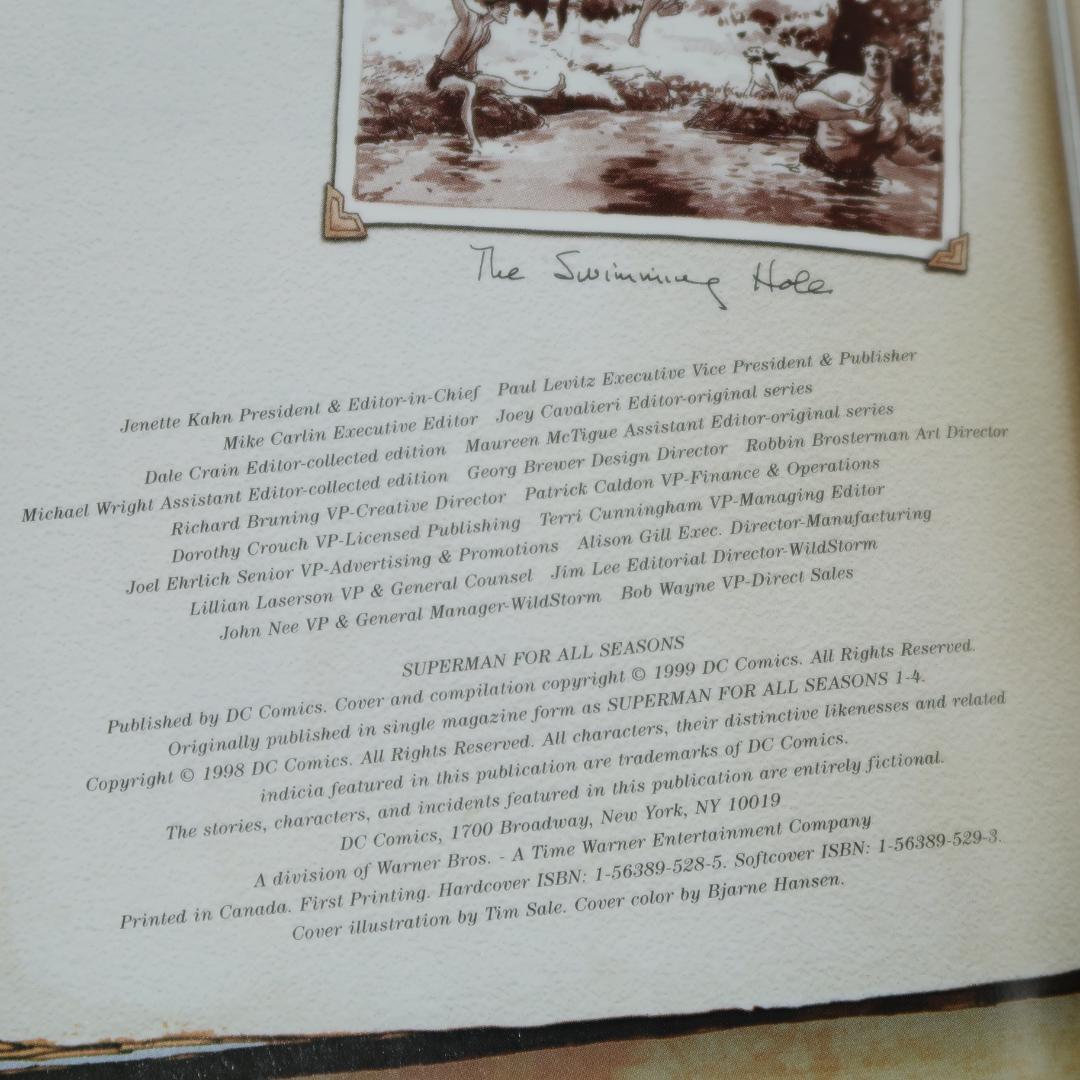 The Swimming Hole
Jenette Kahn President & Editor-in-Chief Paul Levitz Executive Vice President & Publisher
Mike Carlin Executive Editor Joey Cavalieri Editor-original series
Dale Crain Editor-collected edition Maureen McTigue Assistant Editor-original series
Michael Wright Assistant Editor-collected edition Georg Brewer Design Director Robbin Brosterman Art Director
Richard Bruning VP-Creative Director Patrick Caldon VP-Finance & Operations
Dorothy Crouch VP-Licensed Publishing Terri Cunningham VP-Managing Editor
Joel Ehrlich Senior VP-Advertising & Promotions Alison Gill Exec. Director-Manufacturing
Lillian Laserson VP & General Counsel Jim Lee Editorial Director-WildStorm
John Nee VP & General Manager-WildStorm Bob Wayne VP-Direct Sales
SUPERMAN FOR ALL SEASONS
Published by DC Comics. Cover and compilation copyright © 1999 DC Comics. All Rights Reserved.
Originally published in single magazine form as SUPERMAN FOR ALL SEASONS 1-4.
Copyright © 1998 DC Comics. All Rights Reserved. All characters, their distinctive likenesses and related
indicia featured in this publication are trademarks of DC Comics.
The stories, characters, and incidents featured in this publication are entirely fictional.
DC Comics, 1700 Broadway, New York, NY 10019
A division of Warner Bros. - A Time Warner Entertainment Company
Printed in Canada. First Printing. Hardcover ISBN: 1-56389-528-5. Softcover ISBN: 1-56389-529-3.
Cover illustration by Tim Sale. Cover color by Bjarne Hansen.